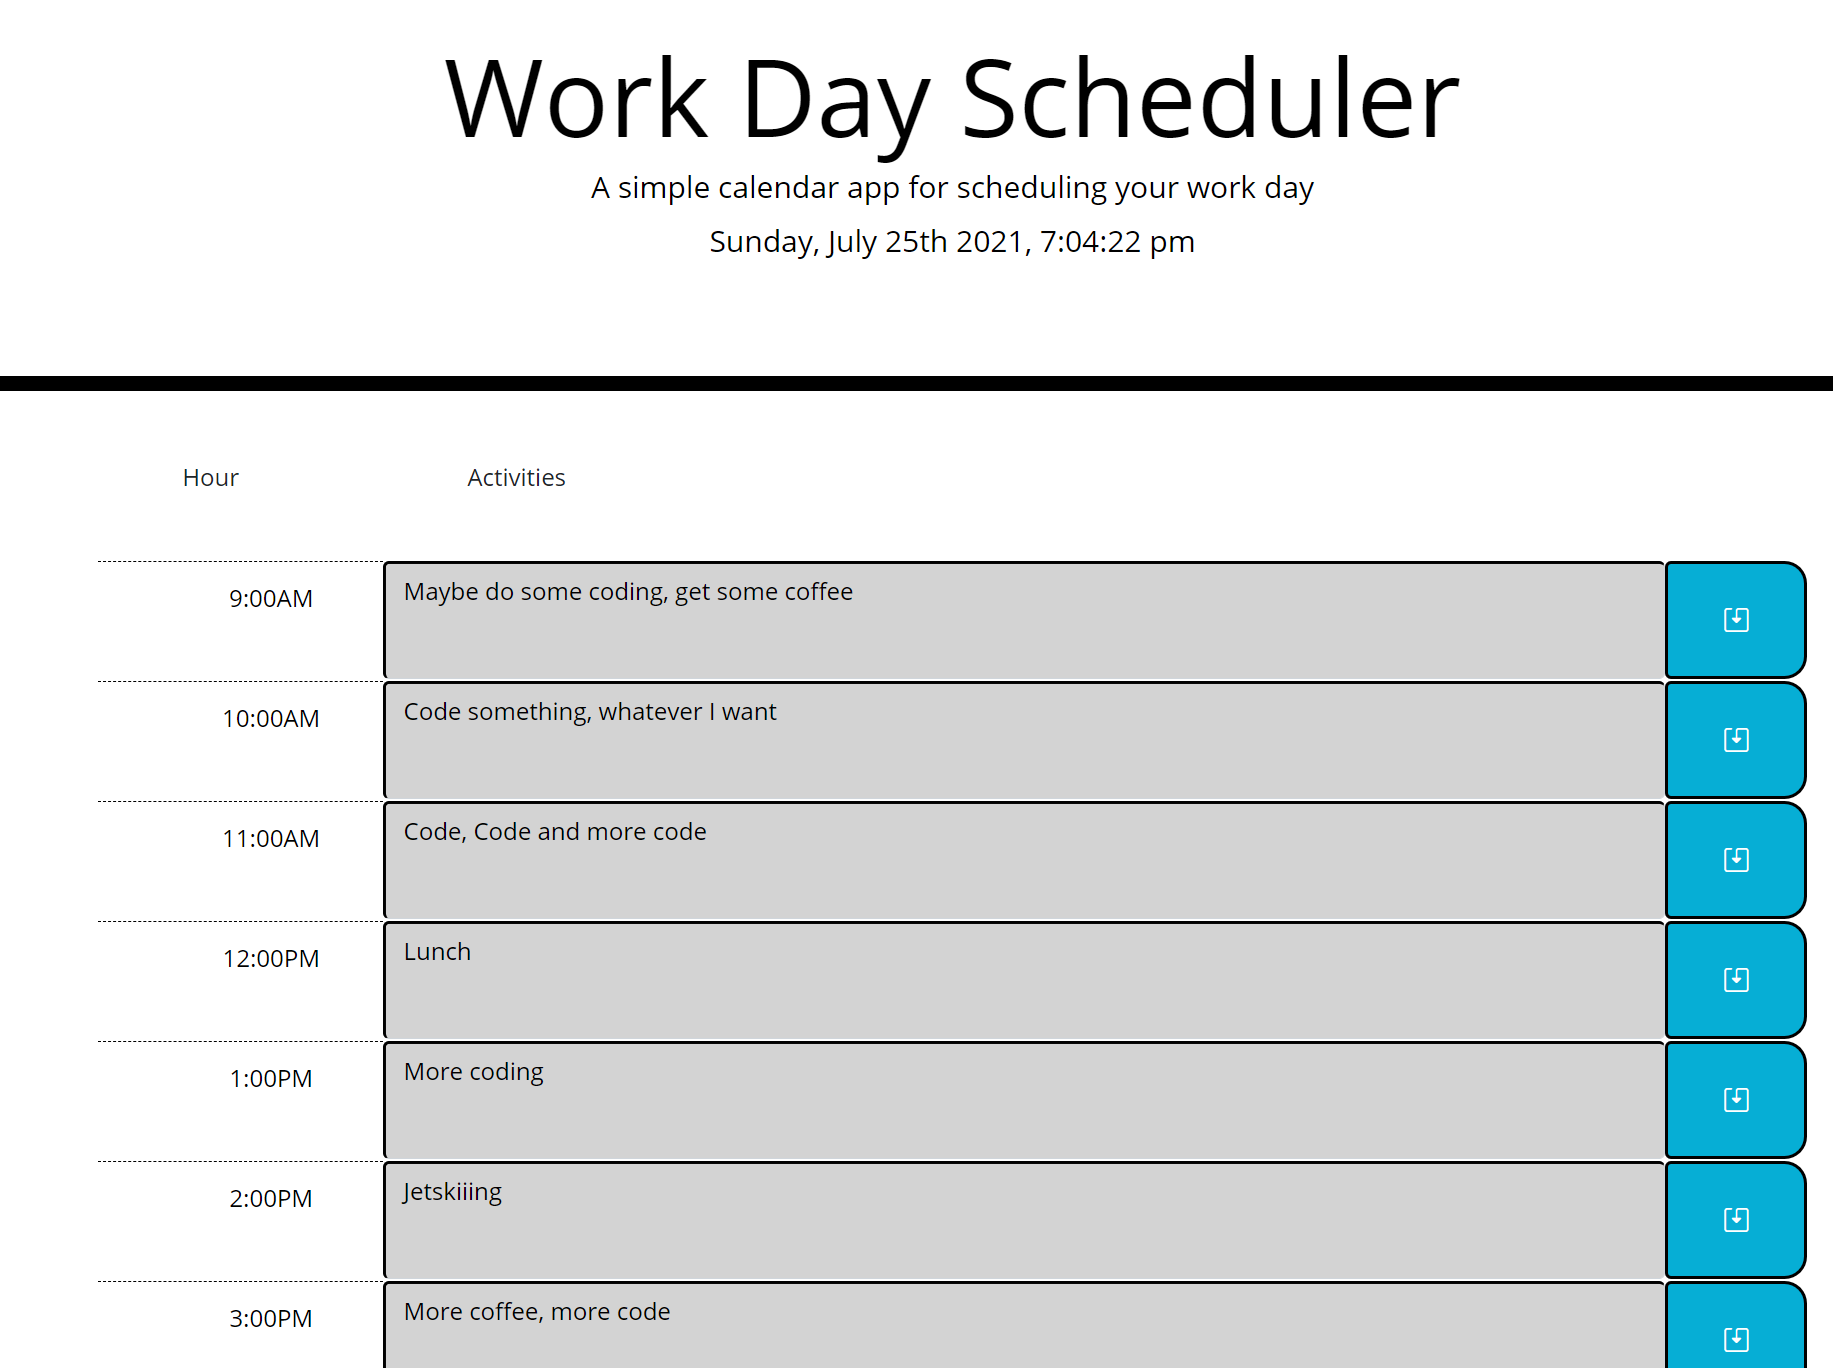 Work Day Scheduler
A simple calendar app for scheduling your work day
Sunday, July 25th 2021, 7:04:22 pm
Hour Activities
9:00AM Maybe do some coding, get some coffee
10:00AM Code something, whatever I want
11:00AM Code, Code and more code
12:00PM Lunch
1:00PM More coding
2:00PM Jetskiiing
3:00PM More coffee, more code